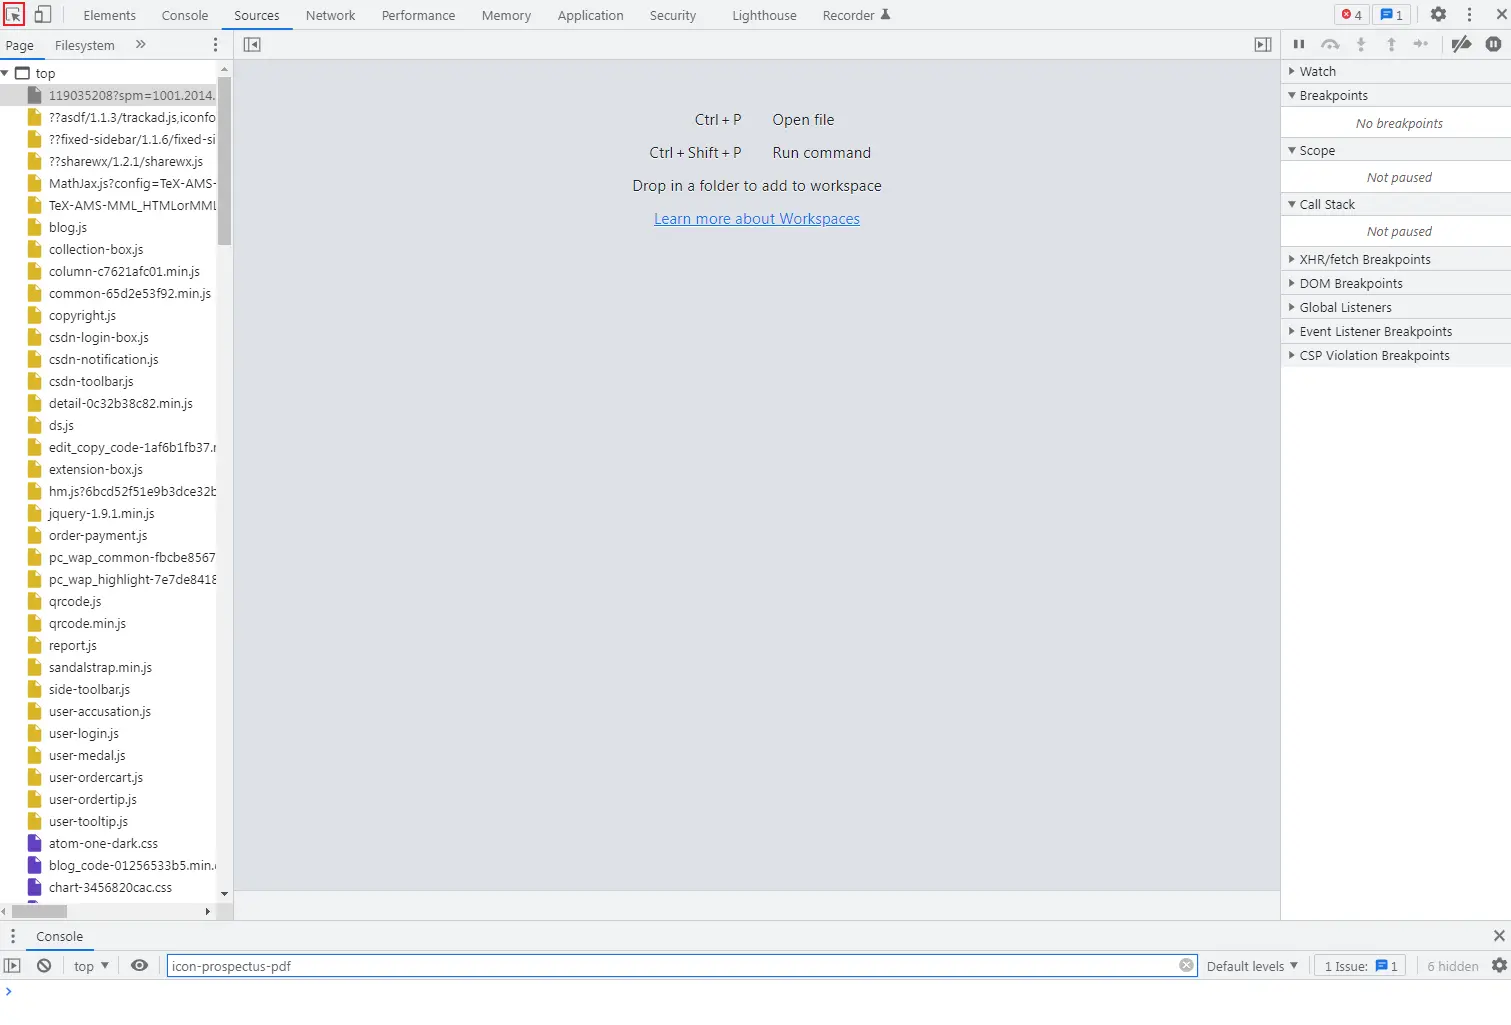 Elements Console Sources Network Performance Memory Application Security Lighthouse Recorder 4 1
Page Filesystem »
top
119035208?spm=1001.2014.
??asdf/1.1.3/trackad.js,iconfo
??fixed-sidebar/1.1.6/fixed-si
??sharewx/1.2.1/sharewx.js
MathJax.js?config=TeX-AMS-
TeX-AMS-MML_HTMLorMML
blog.js
collection-box.js
column-c7621afc01.min.js
common-65d2e53f92.min.js
copyright.js
csdn-login-box.js
csdn-notification.js
csdn-toolbar.js
detail-0c32b38c82.min.js
ds.js
edit_copy_code-1af6b1fb37.r
extension-box.js
hm.js?6bcd52f51e9b3dce32b
jquery-1.9.1.min.js
order-payment.js
pc_wap_common-fbcbe8567
pc_wap_highlight-7e7de8418
qrcode.js
qrcode.min.js
report.js
sandalstrap.min.js
side-toolbar.js
user-accusation.js
user-login.js
user-medal.js
user-ordercart.js
user-ordertip.js
user-tooltip.js
atom-one-dark.css
blog_code-01256533b5.min.
chart-3456820cac.css
Ctrl + P Open file
Ctrl + Shift + P Run command
Drop in a folder to add to workspace
Learn more about Workspaces
Watch
Breakpoints
No breakpoints
Scope
Not paused
Call Stack
Not paused
XHR/fetch Breakpoints
DOM Breakpoints
Global Listeners
Event Listener Breakpoints
CSP Violation Breakpoints
Console
top icon-prospectus-pdf Default levels 1 Issue: 1 6 hidden